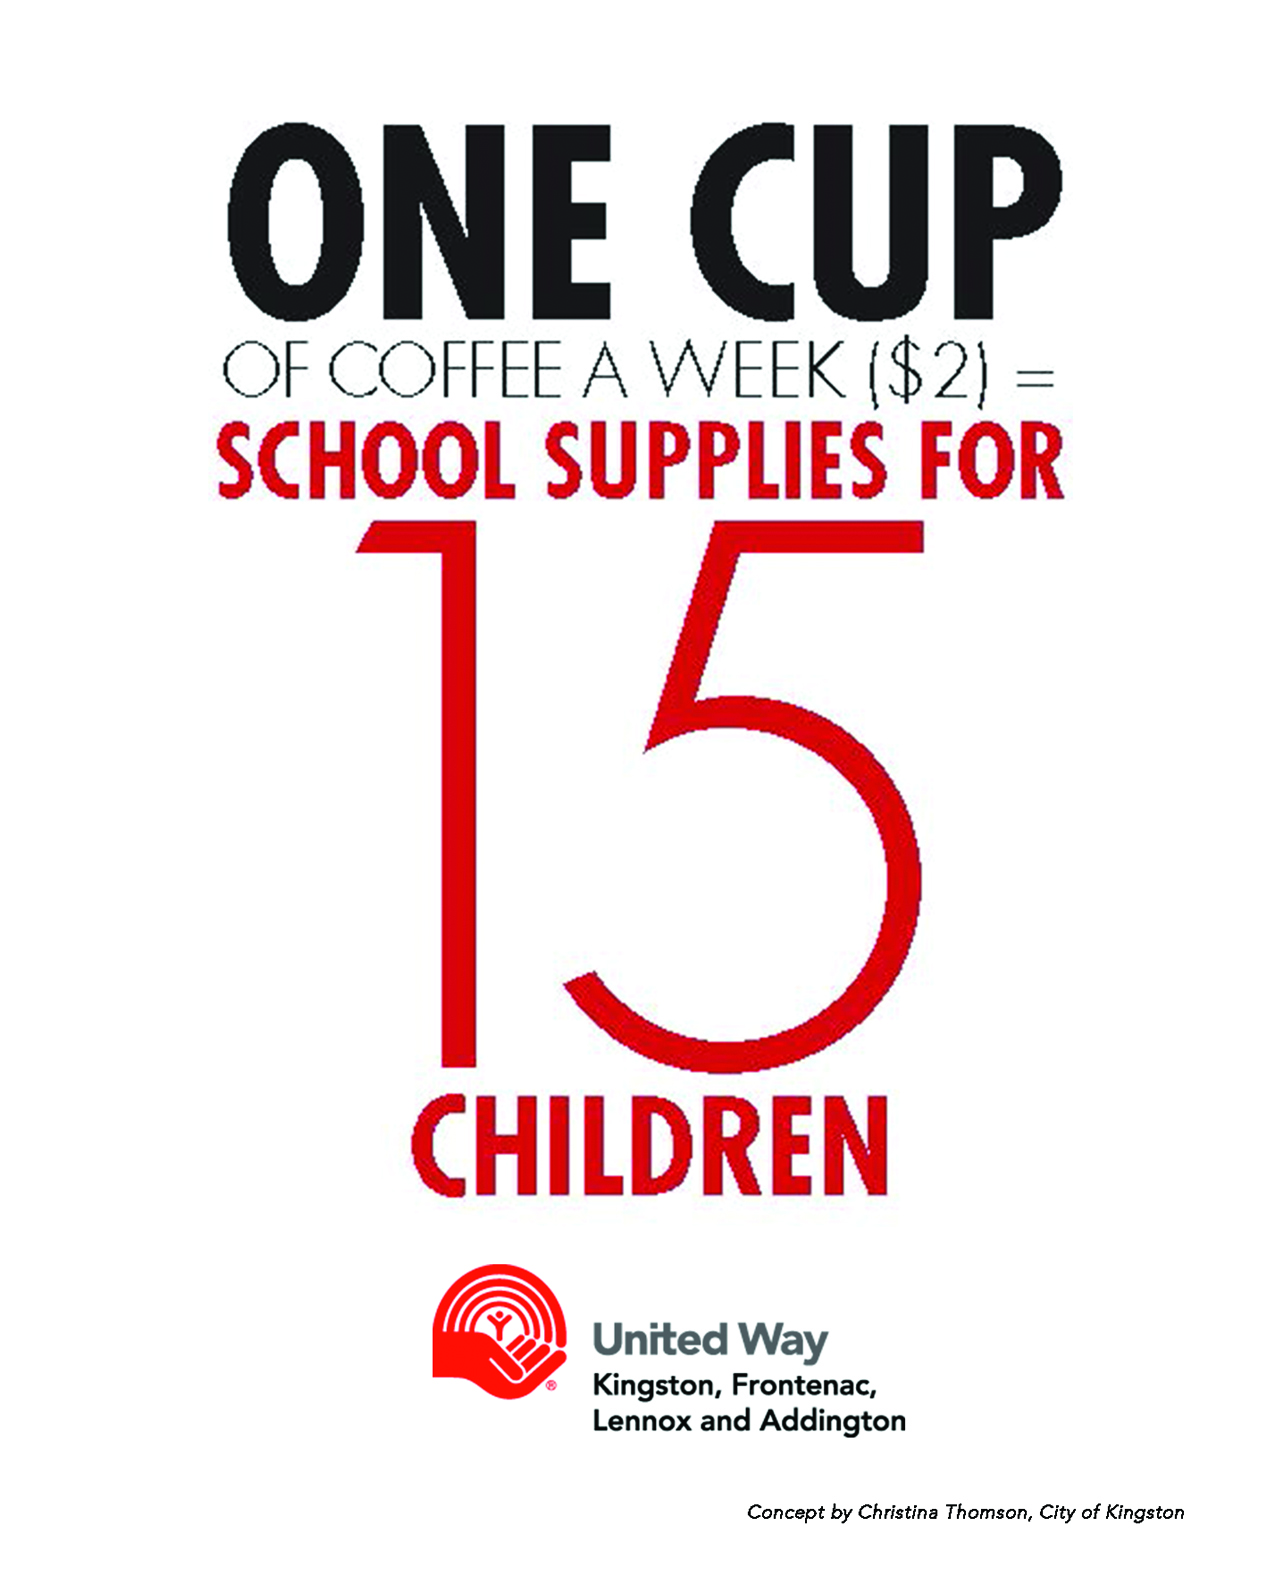 ONE CUP
OF COFFEE A WEEK ($2) =
SCHOOL SUPPLIES FOR
15
CHILDREN
United Way
Kingston, Frontenac,
Lennox and Addington
®
Concept by Christina Thomson, City of Kingston